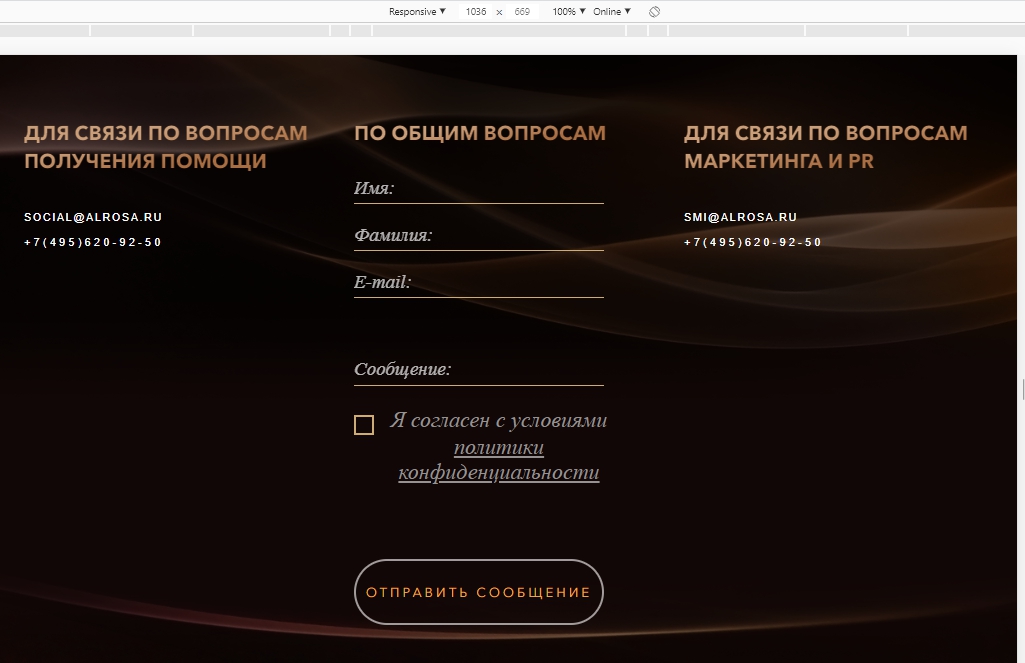 Responsive ▼ 1036 × 669 100% ▼ Online ▼
ДЛЯ СВЯЗИ ПО ВОПРОСАМ
ПОЛУЧЕНИЯ ПОМОЩИ
SOCIAL@ALROSA.RU
+7(495)620-92-50
ПО ОБЩИМ ВОПРОСАМ
Имя:
Фамилия:
E-mail:
Сообщение:
Я согласен с условиями
политики
конфиденциальности
ОТПРАВИТЬ СООБЩЕНИЕ
ДЛЯ СВЯЗИ ПО ВОПРОСАМ
МАРКЕТИНГА И PR
SMI@ALROSA.RU
+7(495)620-92-50